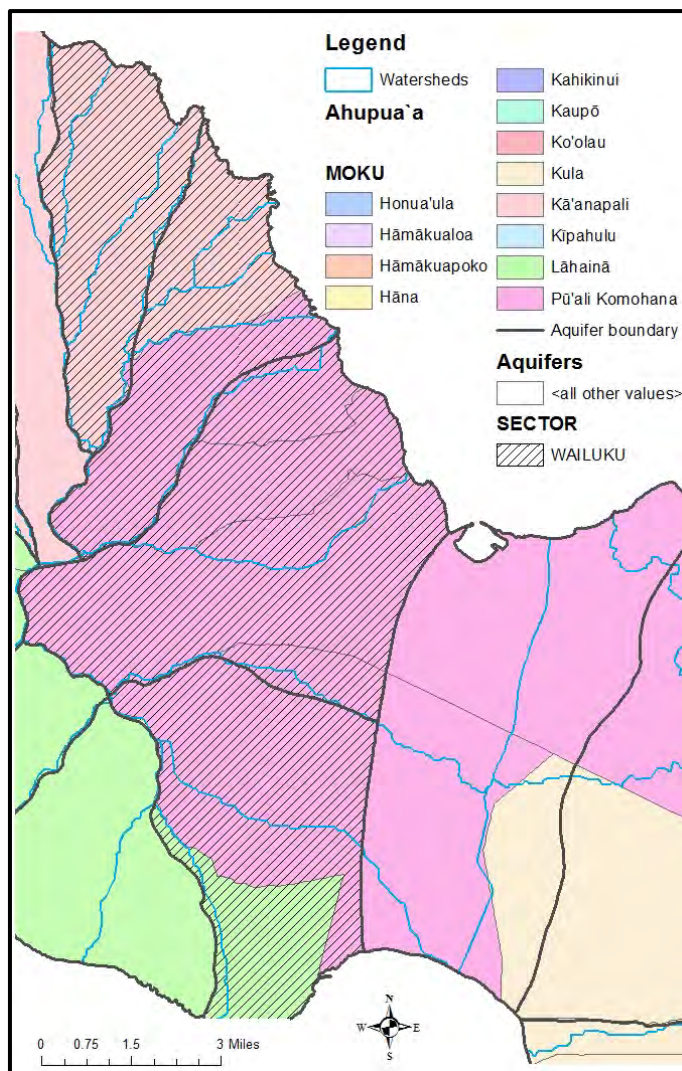 Legend
Watersheds
Ahupua`a
MOKU
Honua'ula
Hāmākualoa
Hāmākuapoko
Hāna
Kahikinui
Kaupō
Ko'olau
Kula
Kā'anapali
Kīpahulu
Lāhainā
Pū'ali Komohana
Aquifer boundary
Aquifers
<all other values>
SECTOR
WAILUKU
N
W E
S
0 0.75 1.5 3 Miles